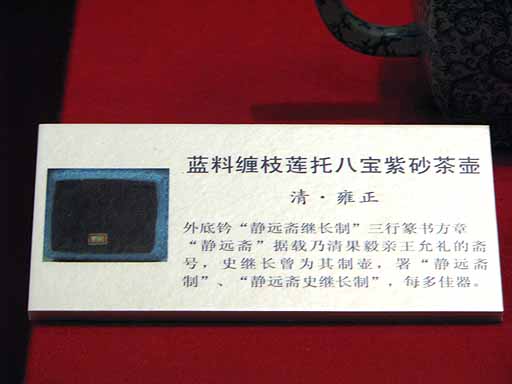 蓝料缠枝莲托八宝紫砂茶壶
清·雍正
外底钤“静远斋继长制”三行篆书方章
“静远斋”据载乃清果毅亲王允礼的斋
号，史继长曾为其制壶，署“静远斋
制”、“静远斋史继长制”，每多佳器。